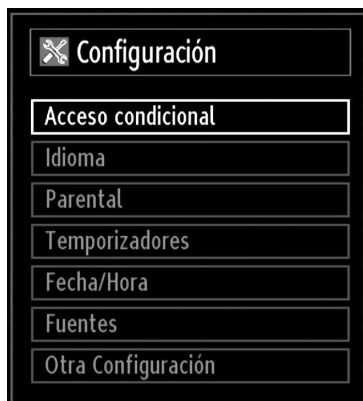 Configuración
Acceso condicional
Idioma
Parental
Temporizadores
Fecha/Hora
Fuentes
Otra Configuración